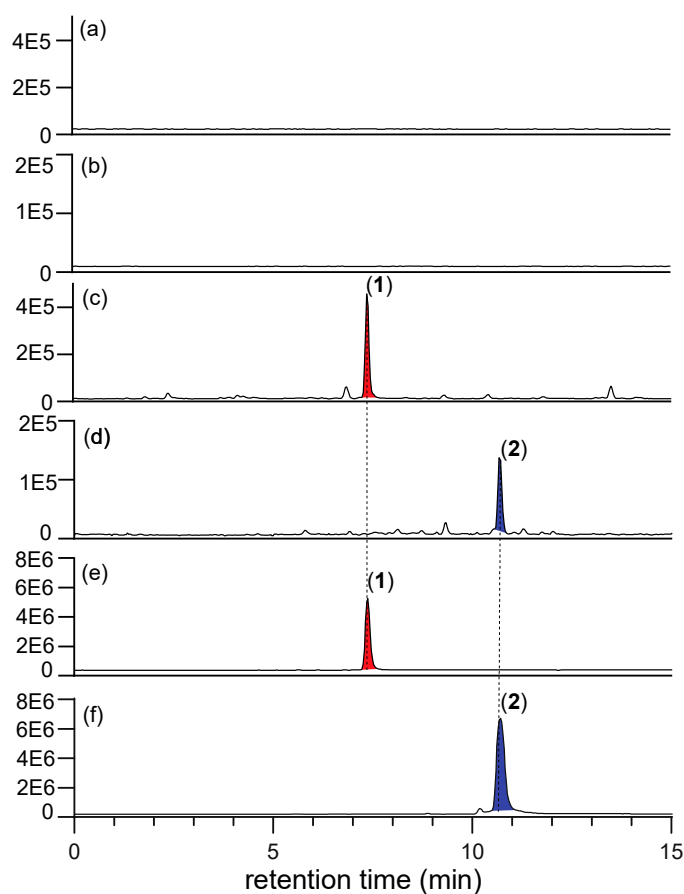 (a)
4E5
2E5
0
(b)
2E5
1E5
0
(c)
(1)
4E5
2E5
0
(d)
2E5
(2)
1E5
0
(e)
8E6
(1)
6E6
4E6
2E6
0
(f)
8E6
(2)
6E6
4E6
2E6
0
0 5 10 15
retention time (min)